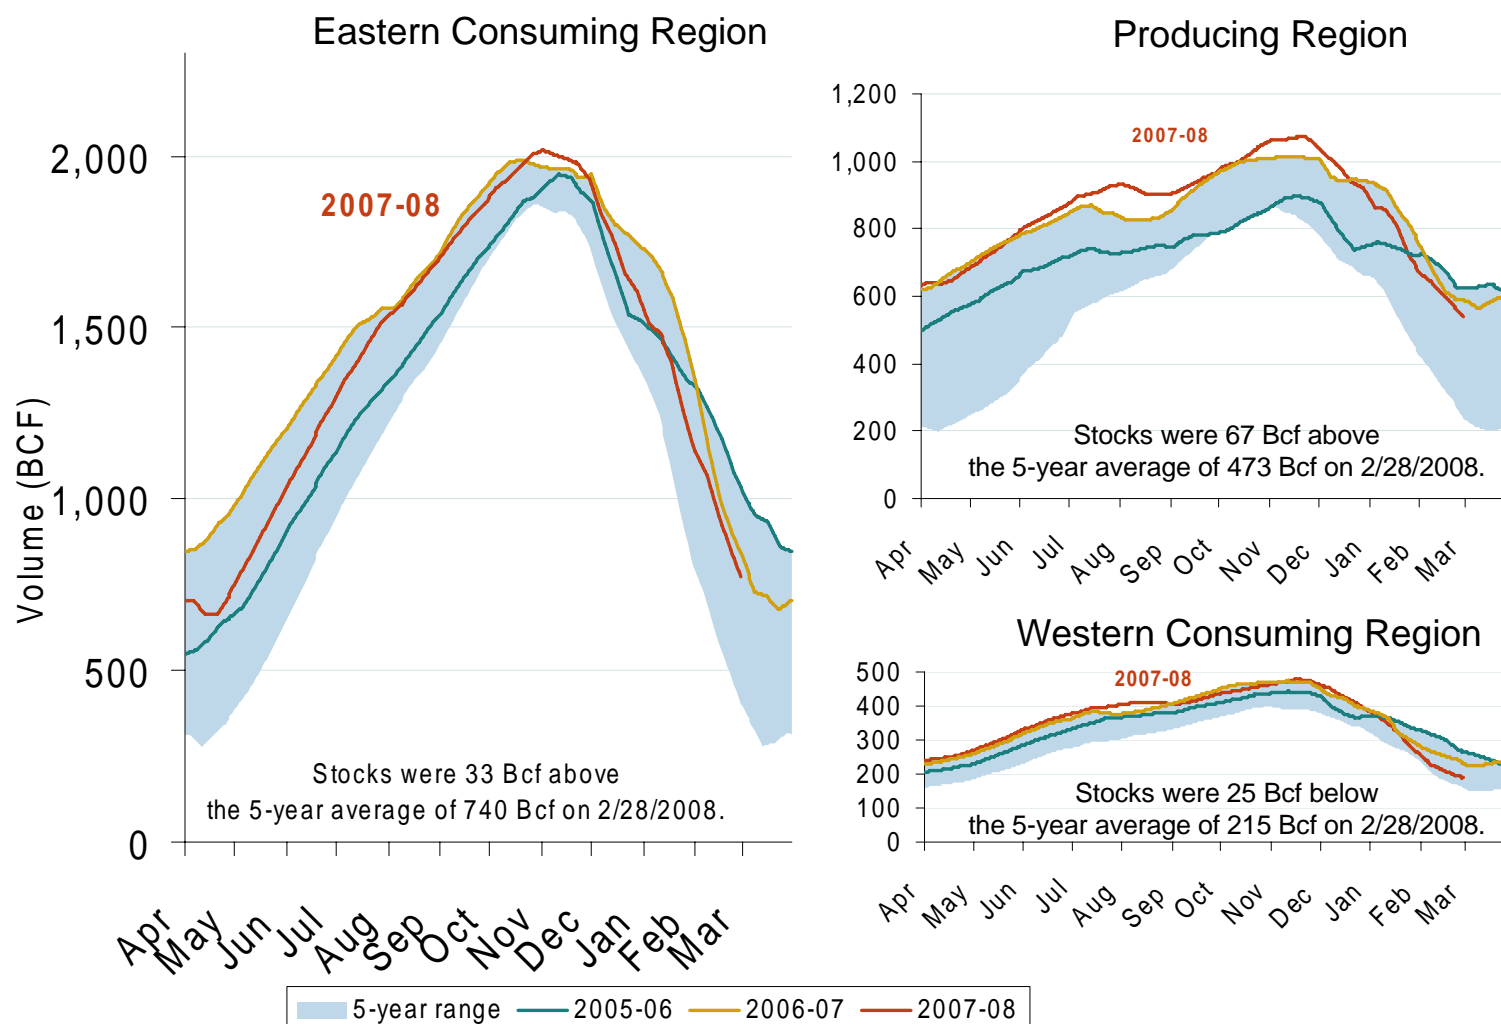 Eastern Consuming Region
Volume (BCF)
2,000
1,500
1,000
500
0
2007-08
Stocks were 33 Bcf above
the 5-year average of 740 Bcf on 2/28/2008.
Apr May Jun Jul Aug Sep Oct Nov Dec Jan Feb Mar
Producing Region
1,200
1,000
800
600
400
200
0
2007-08
Stocks were 67 Bcf above
the 5-year average of 473 Bcf on 2/28/2008.
Apr May Jun Jul Aug Sep Oct Nov Dec Jan Feb Mar
Western Consuming Region
500
400
300
200
100
0
2007-08
Stocks were 25 Bcf below
the 5-year average of 215 Bcf on 2/28/2008.
Apr May Jun Jul Aug Sep Oct Nov Dec Jan Feb Mar
5-year range 2005-06 2006-07 2007-08